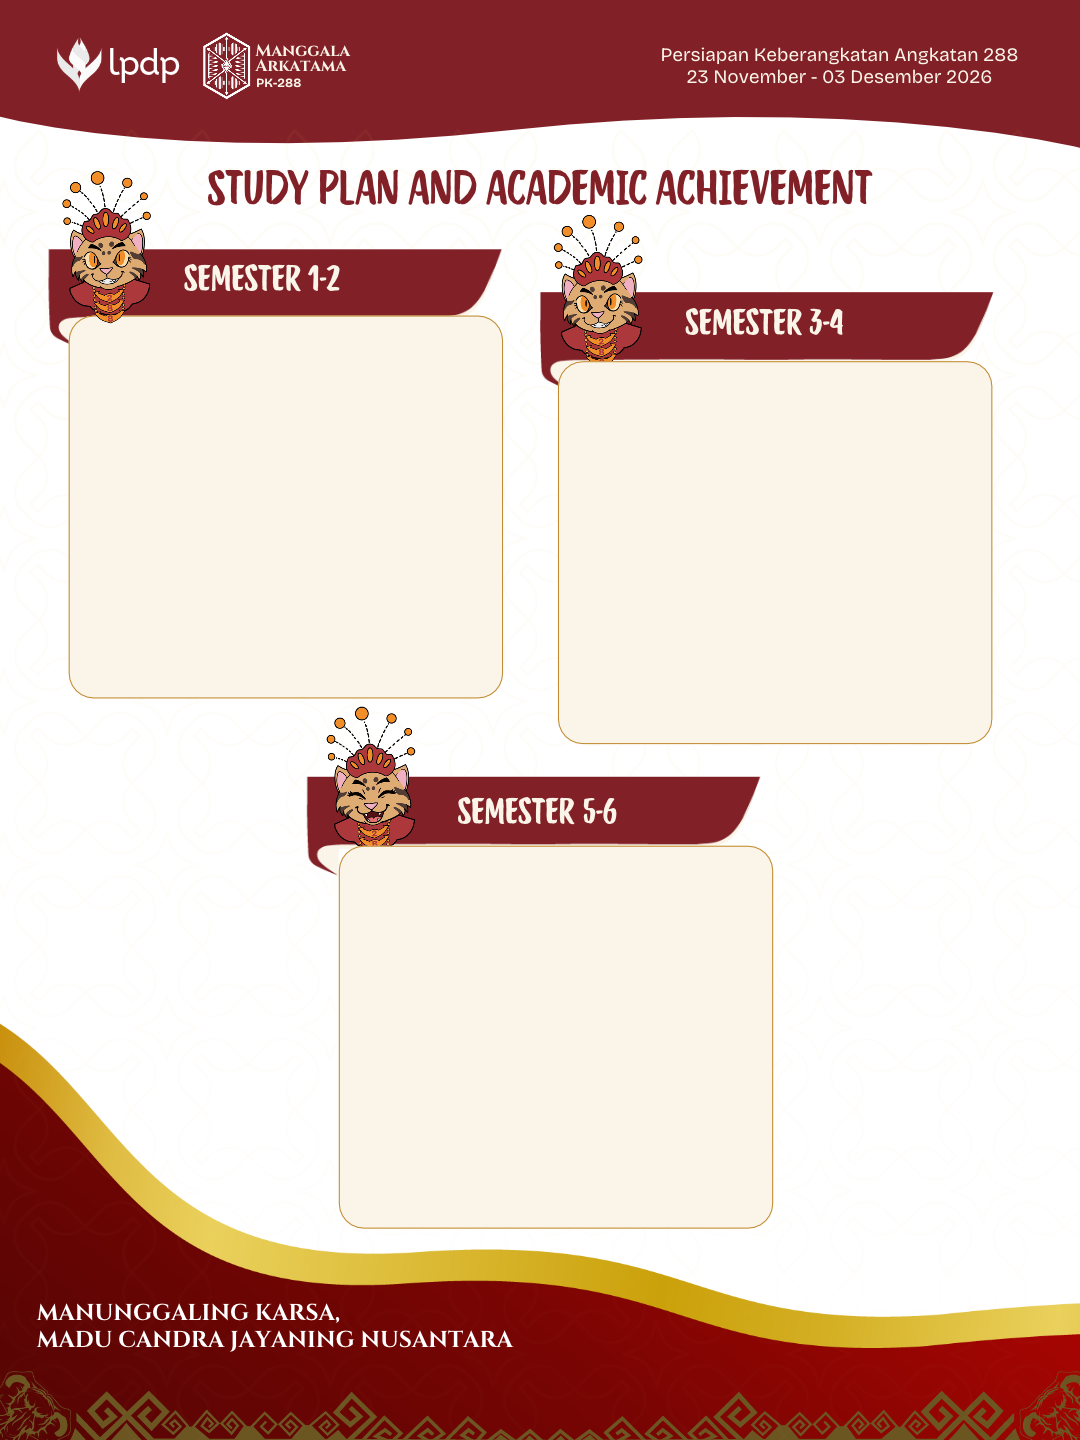 lpdp
MANGGALA
ARKATAMA
PK-288
Persiapan Keberangkatan Angkatan 288
23 November - 03 Desember 2026
STUDY PLAN AND ACADEMIC ACHIEVEMENT
SEMESTER 1-2
SEMESTER 3-4
SEMESTER 5-6
MANUNGGALING KARSA,
MADU CANDRA JAYANING NUSANTARA